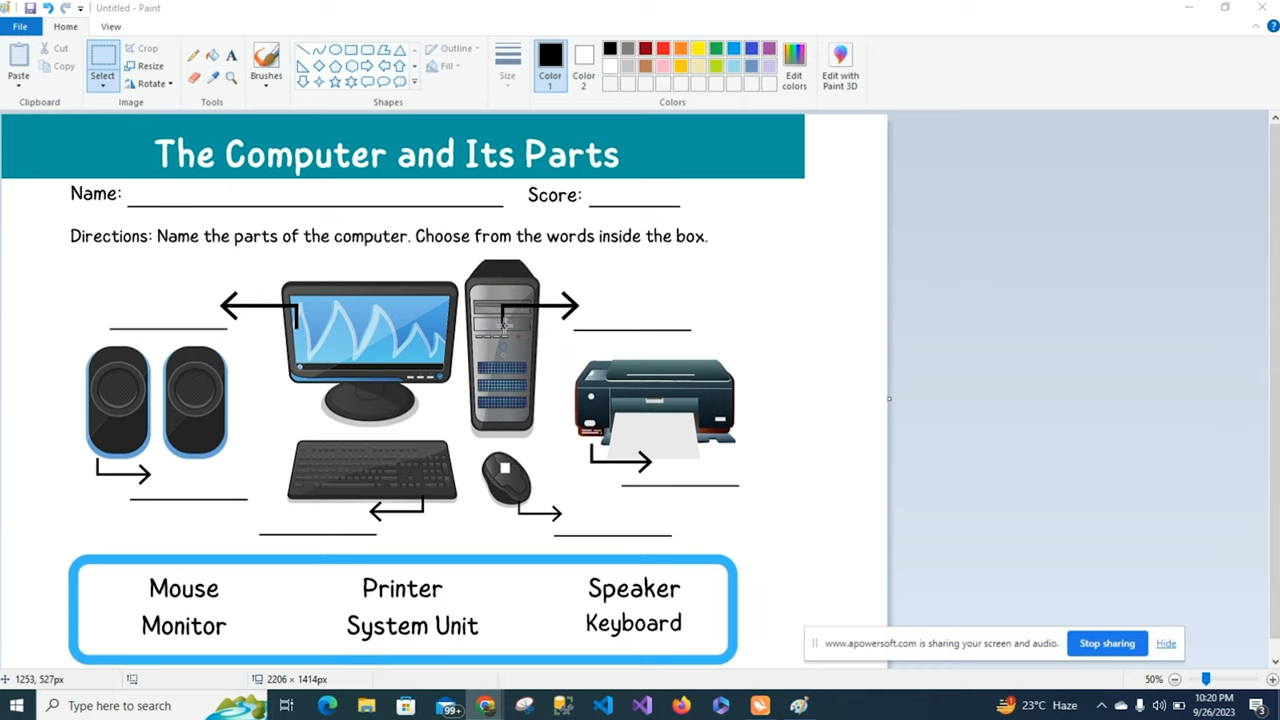 Untitled - Paint
File
Home
View
Paste
Cut
Copy
Clipboard
Select
Crop
Resize
Rotate
Image
A
Tools
Brushes
Outline
Fill
Shapes
Size
Color 1
Color 2
Edit colors
Colors
Edit with Paint 3D
The Computer and Its Parts
Name:
Score:
Directions: Name the parts of the computer. Choose from the words inside the box.
Mouse Printer Speaker
Monitor System Unit Keyboard
www.apowersoft.com is sharing your screen and audio.
Stop sharing
Hide
1253, 527px
2206 × 1414px
50%
Type here to search
99+
23°C Haze
10:20 PM
9/26/2023
3